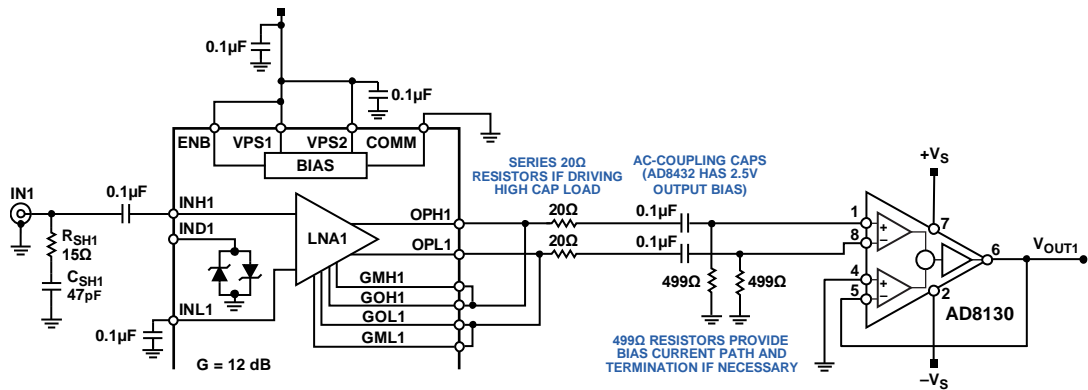 0.1µF
0.1µF
ENB
VPS1
VPS2
COMM
BIAS
IN1
0.1µF
INH1
IND1
INL1
RSH1
15Ω
CSH1
47pF
0.1µF
LNA1
OPH1
OPL1
GMH1
GOH1
GOL1
GML1
G = 12 dB
SERIES 20Ω
RESISTORS IF DRIVING
HIGH CAP LOAD
AC-COUPLING CAPS
(AD8432 HAS 2.5V
OUTPUT BIAS)
20Ω
0.1µF
20Ω
0.1µF
499Ω
499Ω
499Ω RESISTORS PROVIDE
BIAS CURRENT PATH AND
TERMINATION IF NECESSARY
+VS
1
8
4
5
7
6
2
+
−
+
−
VOUT1
AD8130
−VS